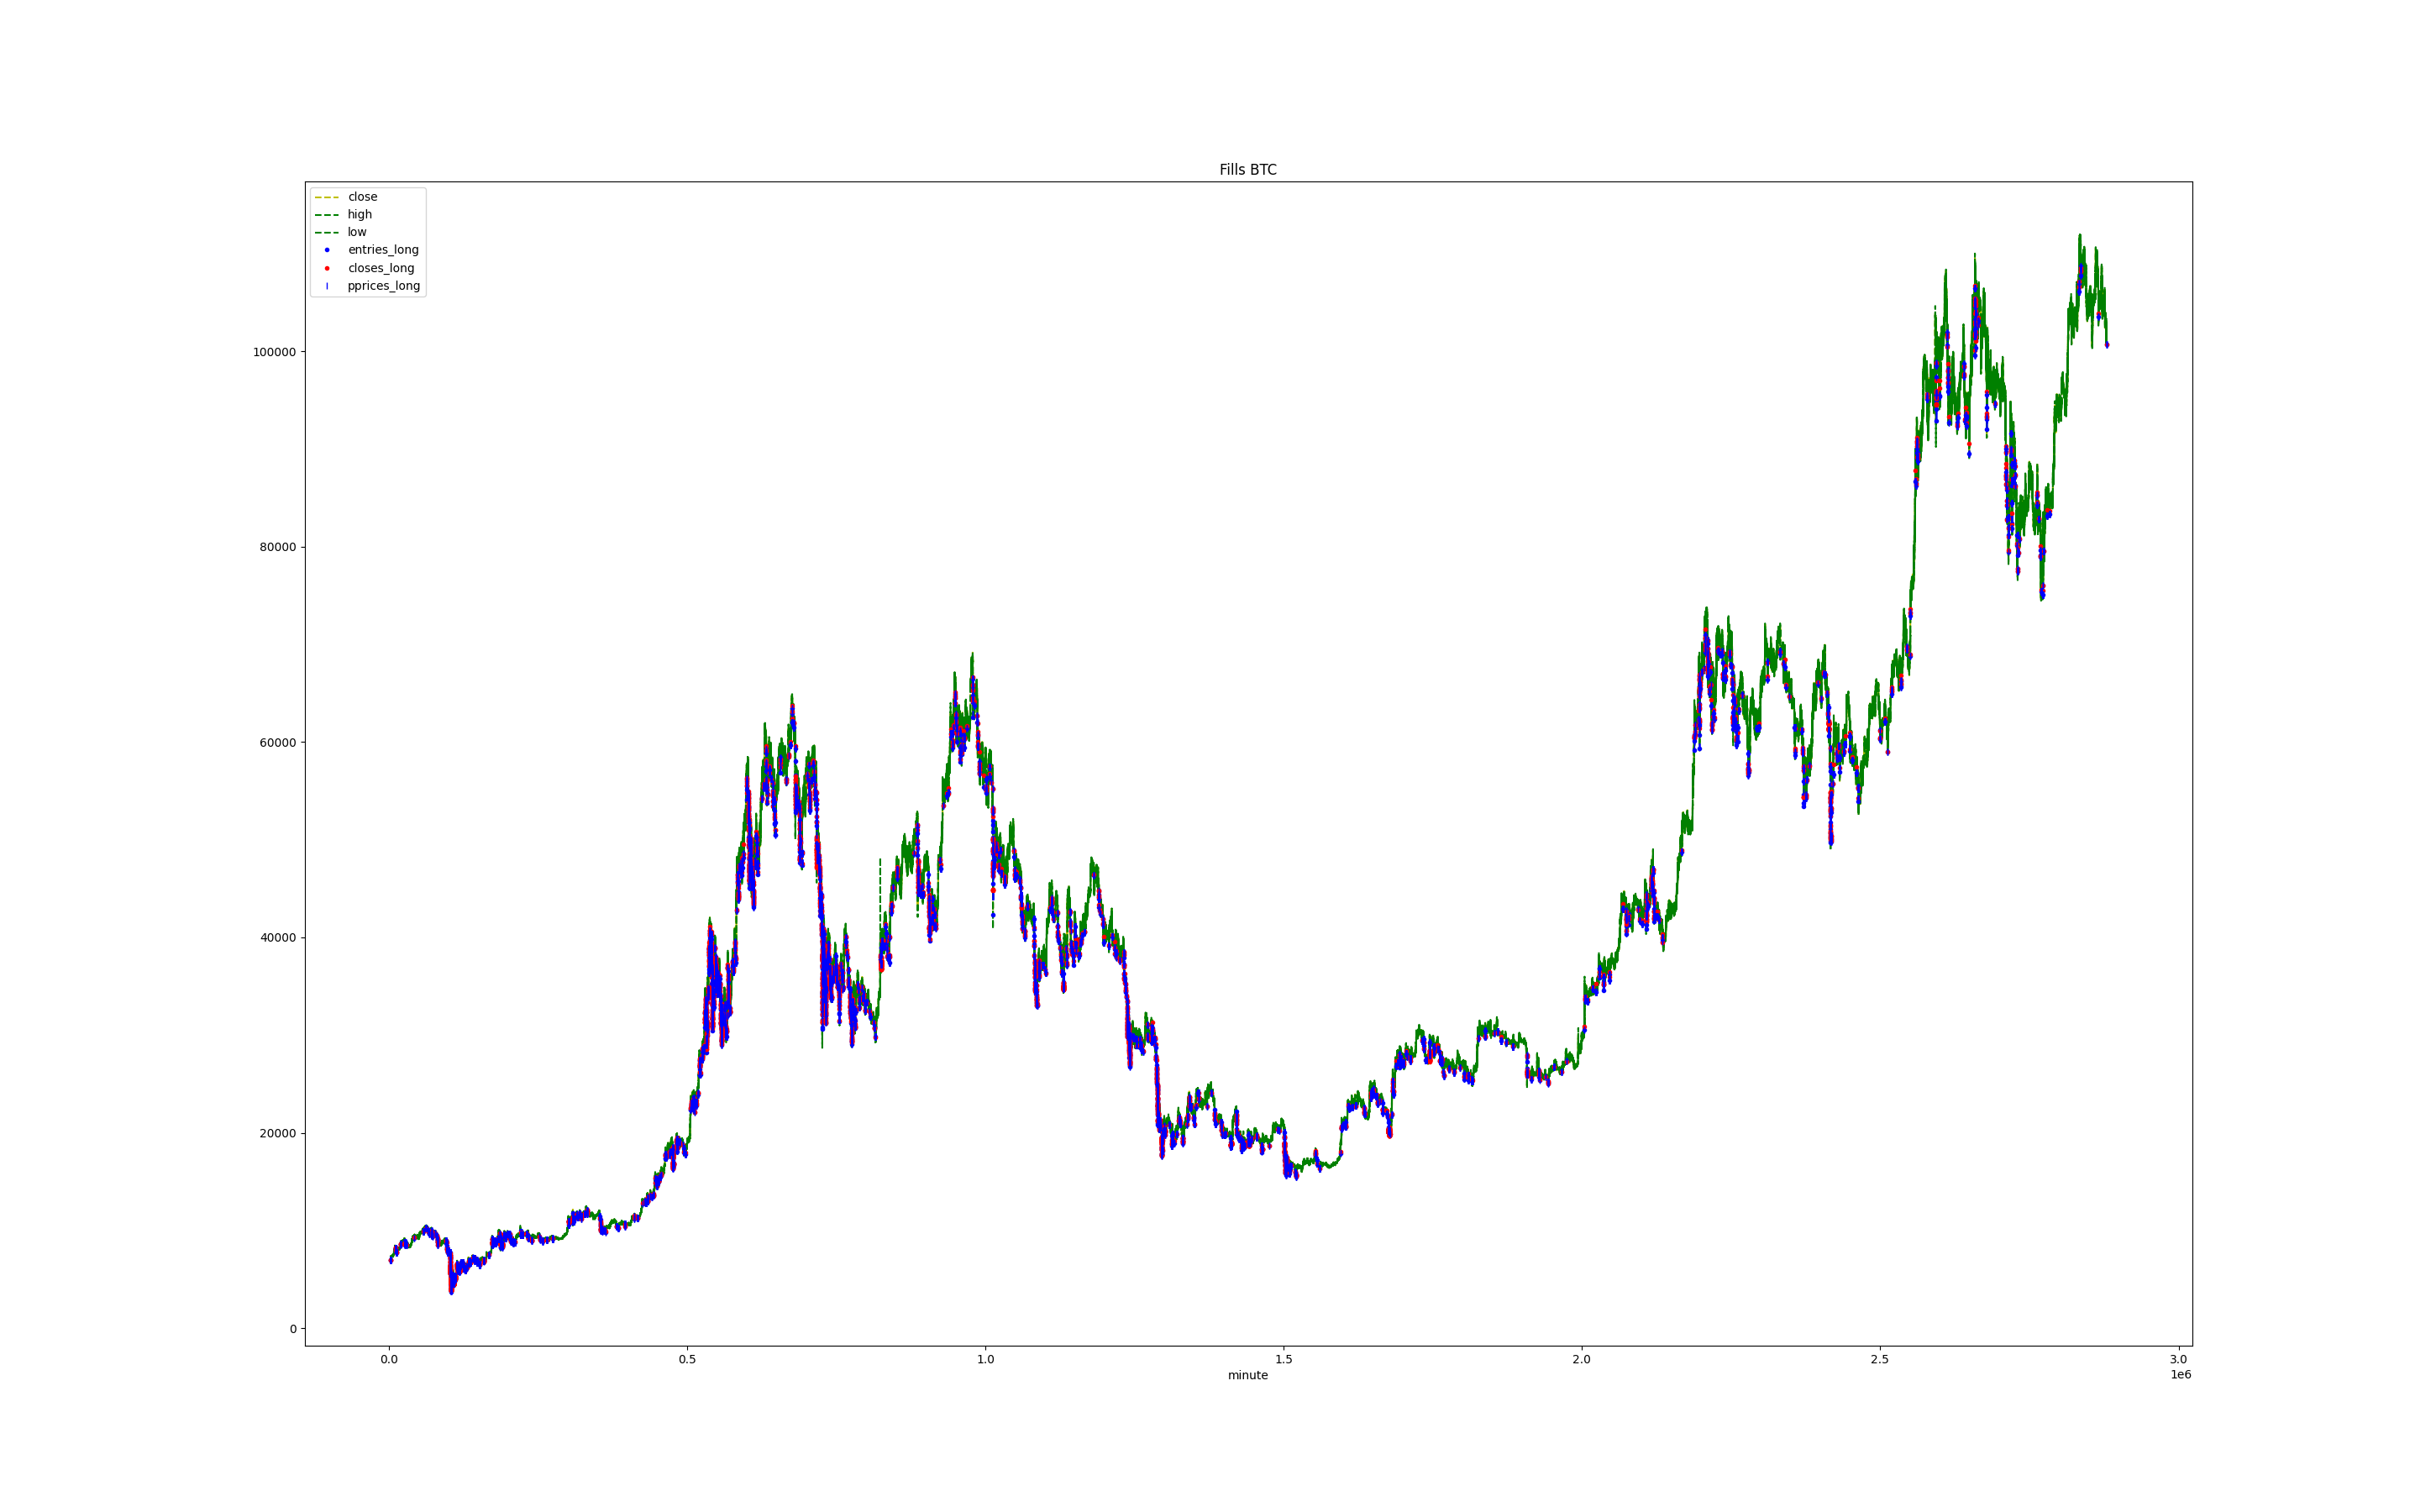 Fills BTC
close
high
low
entries_long
closes_long
pprices_long
100000
80000
60000
40000
20000
0
0.0 0.5 1.0 1.5 2.0 2.5 3.0
minute 1e6